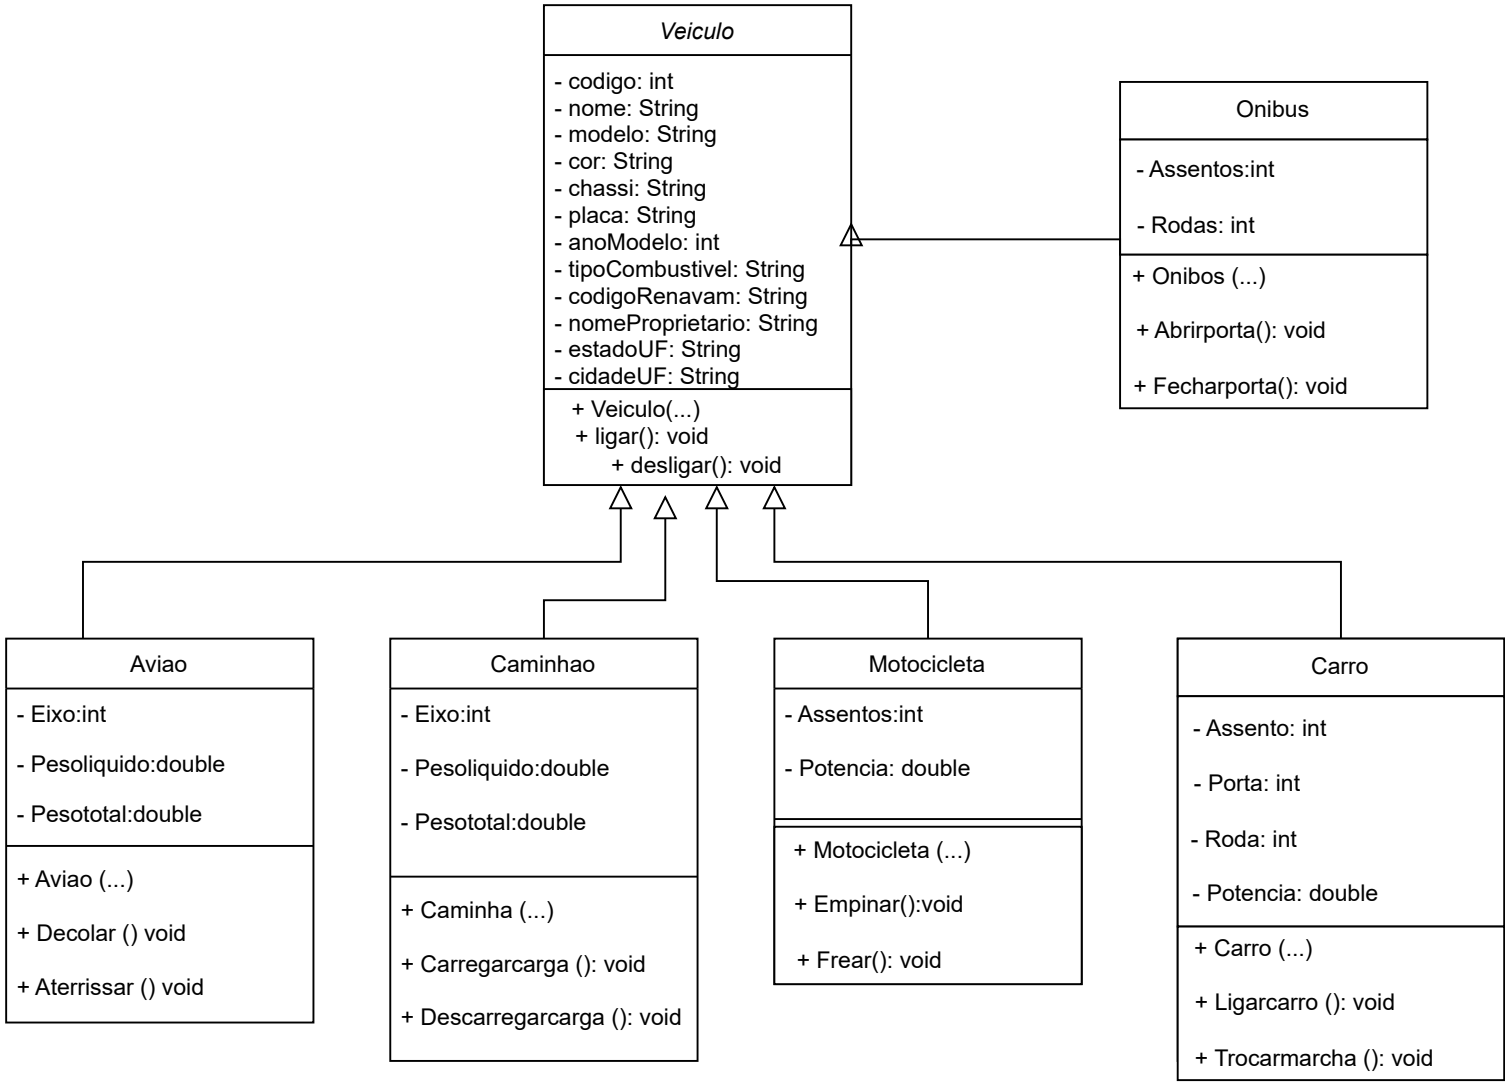 Veiculo
- codigo: int
- nome: String
- modelo: String
- cor: String
- chassi: String
- placa: String
- anoModelo: int
- tipoCombustivel: String
- codigoRenavam: String
- nomeProprietario: String
- estadoUF: String
- cidadeUF: String
+ Veiculo(...)
+ ligar(): void
+ desligar(): void
Onibus
- Assentos:int
- Rodas: int
+ Onibos (...)
+ Abrirporta(): void
+ Fecharporta(): void
Aviao
- Eixo:int
- Pesoliquido:double
- Pesototal:double
+ Aviao (...)
+ Decolar () void
+ Aterrissar () void
Caminhao
- Eixo:int
- Pesoliquido:double
- Pesototal:double
+ Caminha (...)
+ Carregarcarga (): void
+ Descarregarcarga (): void
Motocicleta
- Assentos:int
- Potencia: double
+ Motocicleta (...)
+ Empinar():void
+ Frear(): void
Carro
- Assento: int
- Porta: int
- Roda: int
- Potencia: double
+ Carro (...)
+ Ligarcarro (): void
+ Trocarmarcha (): void